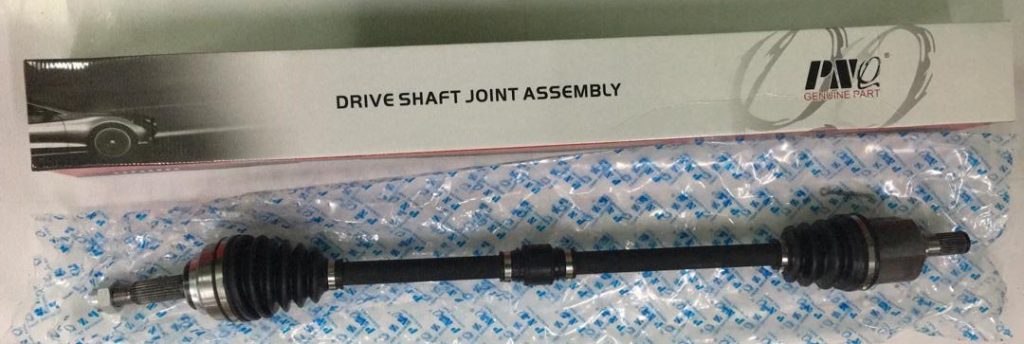 DRIVE SHAFT JOINT ASSEMBLY
PNQ®
GENUINE PART